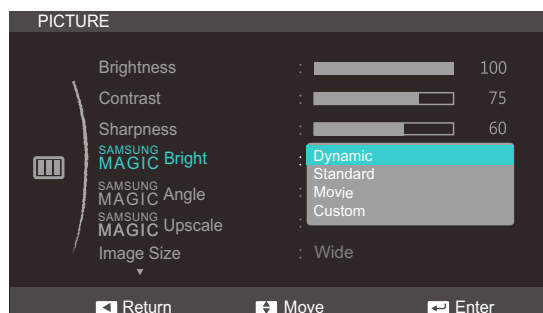 PICTURE
Brightness : 100
Contrast : 75
Sharpness : 60
SAMSUNG MAGIC Bright : Dynamic
Standard
Movie
Custom
SAMSUNG MAGIC Angle :
SAMSUNG MAGIC Upscale :
Image Size : Wide
Return Move Enter